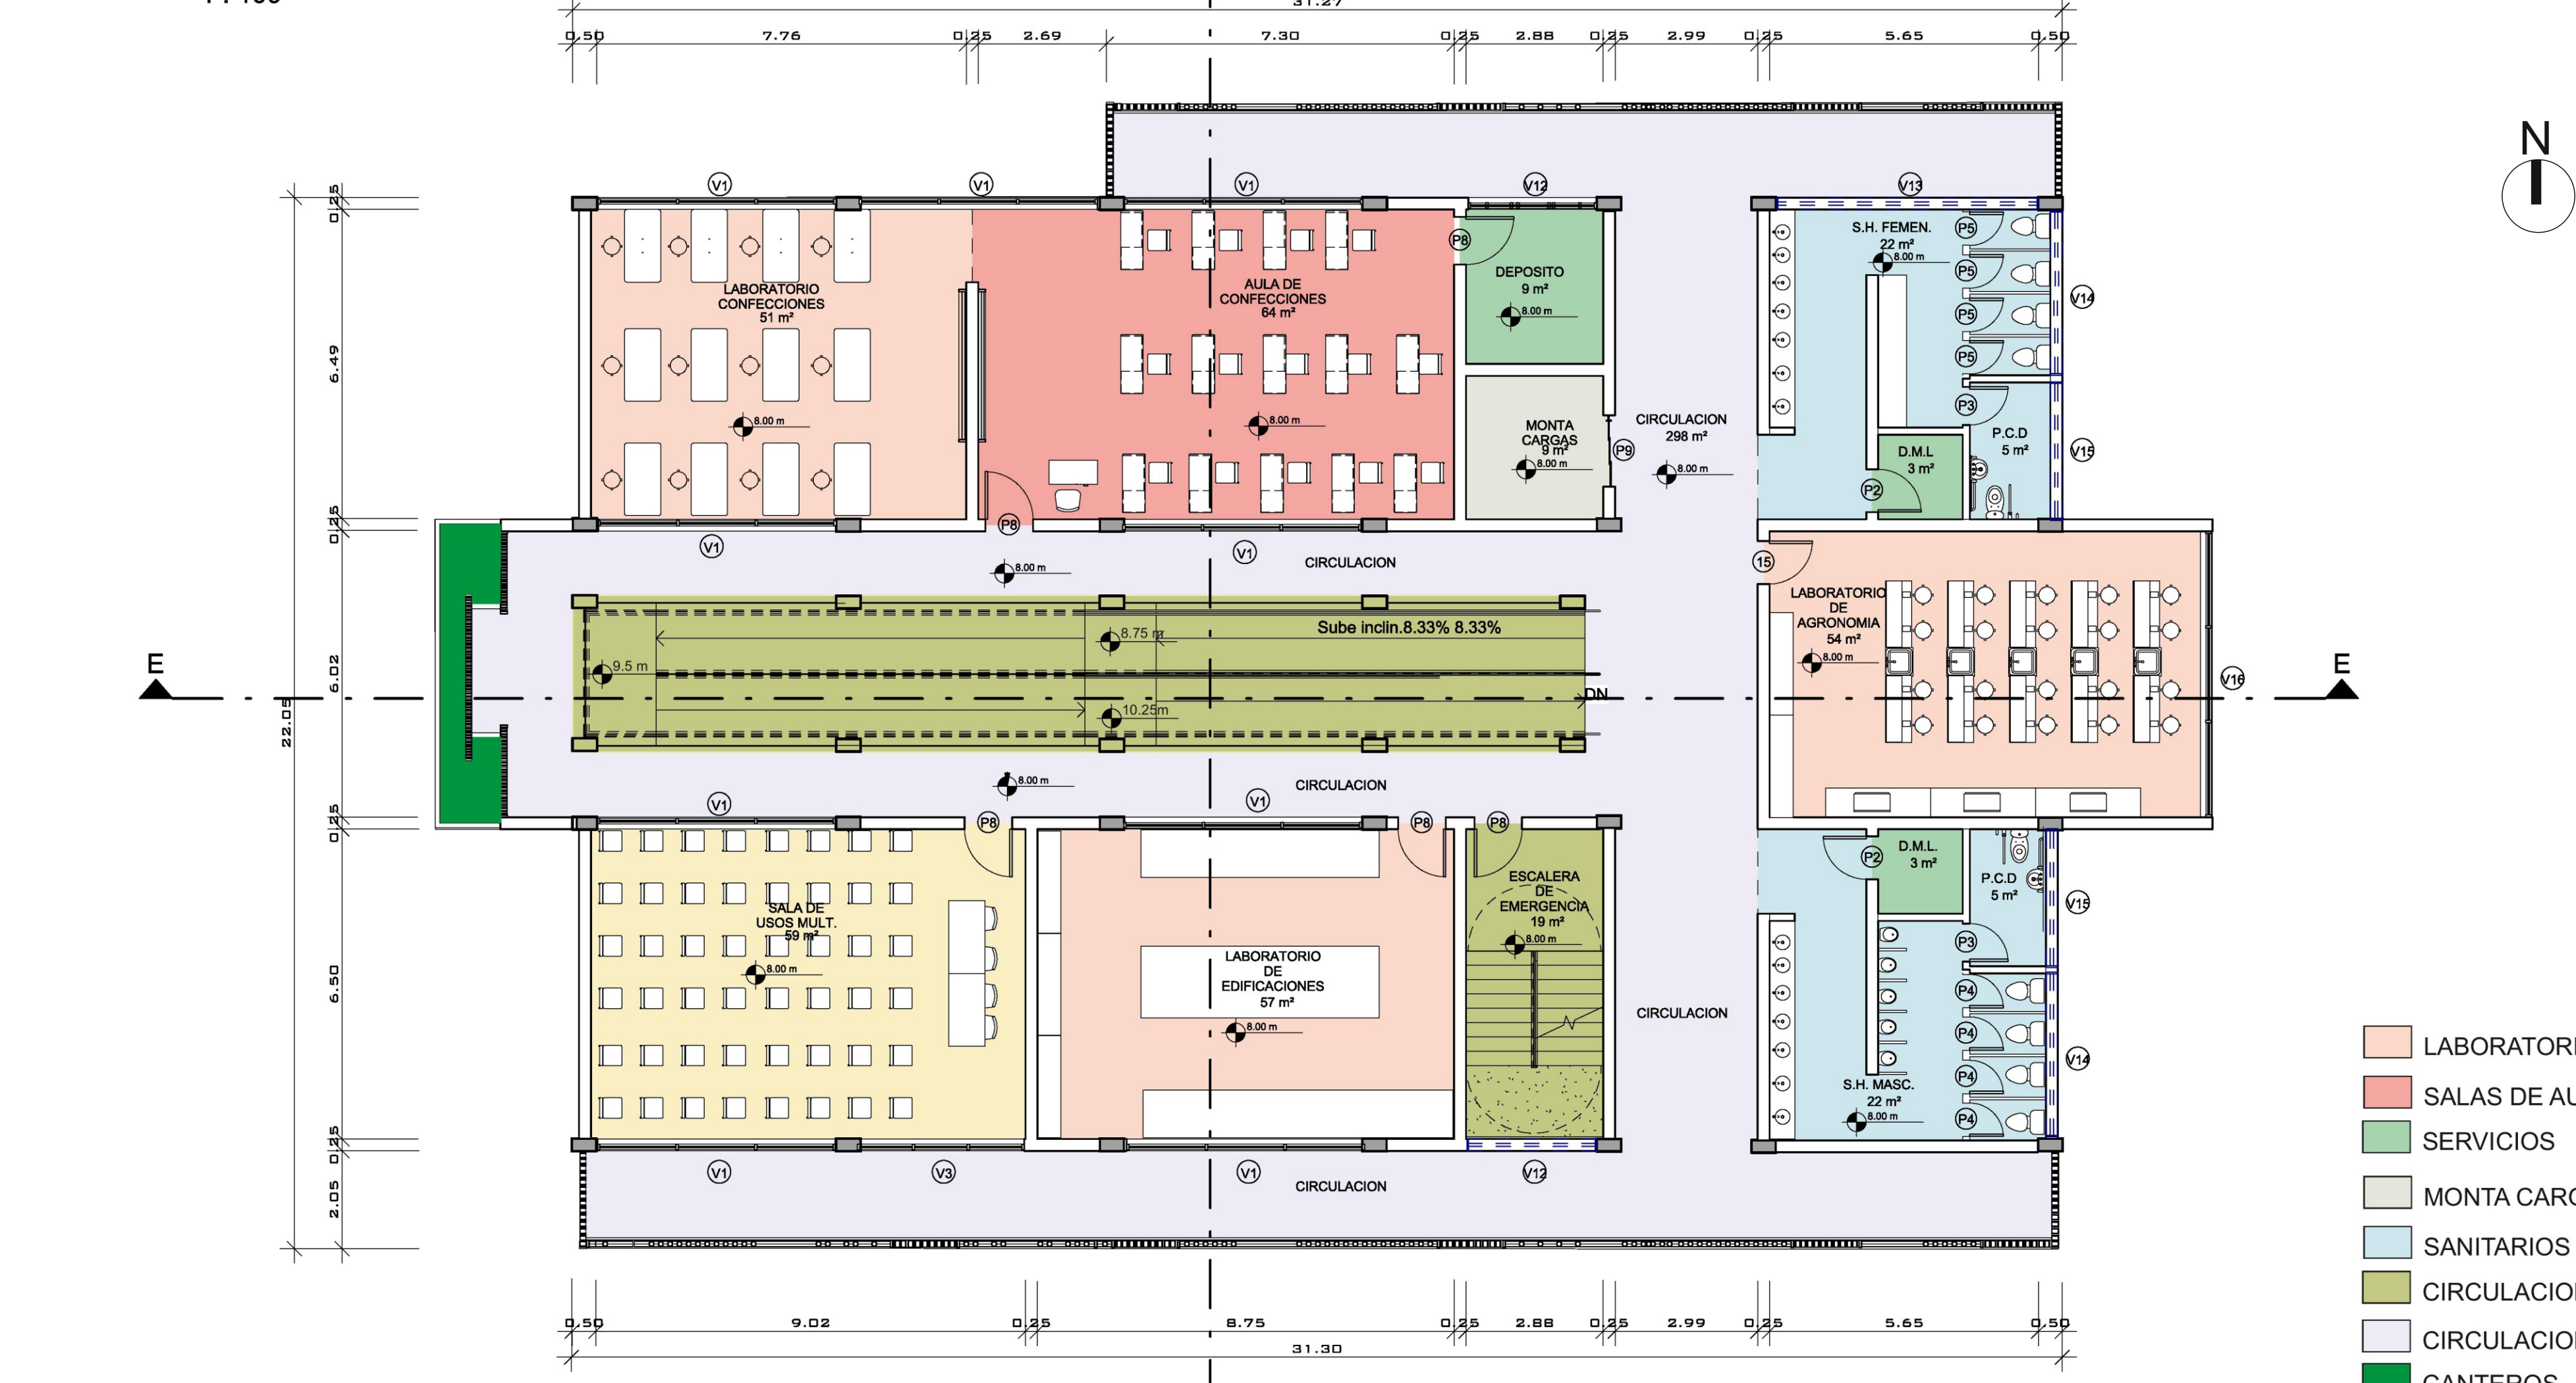 31.27
0.50 7.76 0.25 2.69 7.30 0.25 2.88 0.25 2.99 0.25 5.65 0.50
N
V1 V1 V1 V12 V13
0.25
6.49
0.25
6.02
22.05
0.25
6.50
0.25
2.05
LABORATORIO
CONFECCIONES
51 m²
8.00 m
AULA DE
CONFECCIONES
64 m²
8.00 m
P8
DEPOSITO
9 m²
8.00 m
MONTA
CARGAS
9 m²
8.00 m
P9
CIRCULACION
298 m²
8.00 m
S.H. FEMEN.
22 m²
8.00 m
P5
P5
P5
P5
P3
V14
V15
P.C.D
5 m²
D.M.L
3 m²
P2
V1 P8 V1
8.00 m
CIRCULACION
15
LABORATORIO
DE
AGRONOMIA
54 m²
8.00 m
V16
8.75 m
Sube inclin.8.33% 8.33%
9.5 m
10.25m
DN
E E
8.00 m
CIRCULACION
V1 V1
P8 P8 P8
SALA DE
USOS MULT.
59 m²
8.00 m
LABORATORIO
DE
EDIFICACIONES
57 m²
8.00 m
ESCALERA
DE
EMERGENCIA
19 m²
8.00 m
CIRCULACION
P2
D.M.L.
3 m²
P.C.D
5 m²
V15
P3
P4
P4
P4
P4
V14
S.H. MASC.
22 m²
8.00 m
V1 V3 V1 V12
CIRCULACION
0.50 9.02 0.25 8.75 0.25 2.88 0.25 2.99 0.25 5.65 0.50
31.30
LABORATORI
SALAS DE AU
SERVICIOS
MONTA CARG
SANITARIOS
CIRCULACIO
CIRCULACIO
CANTEROS